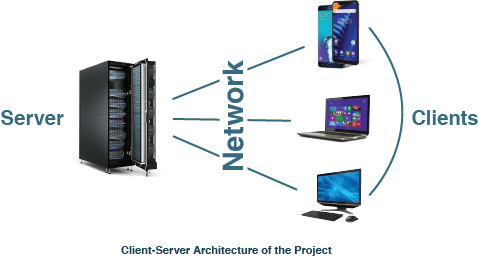 Server
Network
Clients
Client-Server Architecture of the Project